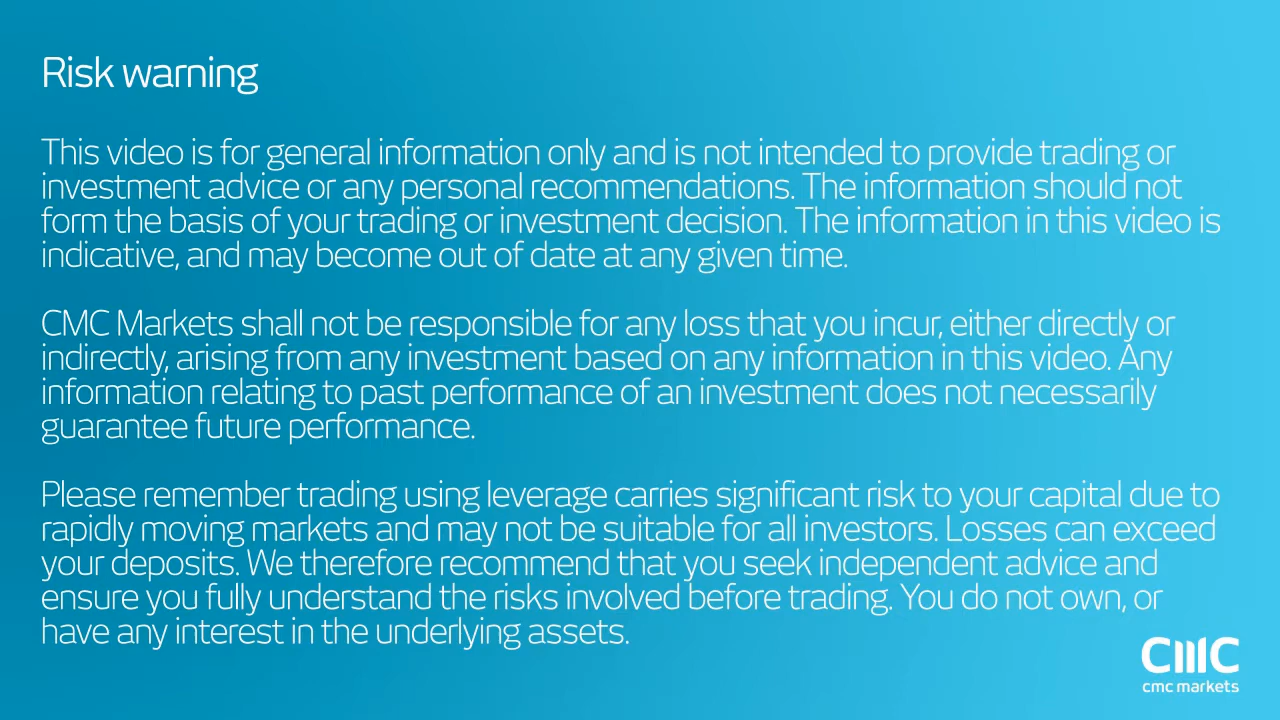 Risk warning
This video is for general information only and is not intended to provide trading or
investment advice or any personal recommendations. The information should not
form the basis of your trading or investment decision. The information in this video is
indicative, and may become out of date at any given time.
CMC Markets shall not be responsible for any loss that you incur, either directly or
indirectly, arising from any investment based on any information in this video. Any
information relating to past performance of an investment does not necessarily
guarantee future performance.
Please remember trading using leverage carries significant risk to your capital due to
rapidly moving markets and may not be suitable for all investors. Losses can exceed
your deposits. We therefore recommend that you seek independent advice and
ensure you fully understand the risks involved before trading. You do not own, or
have any interest in the underlying assets.
CMC
cmc markets